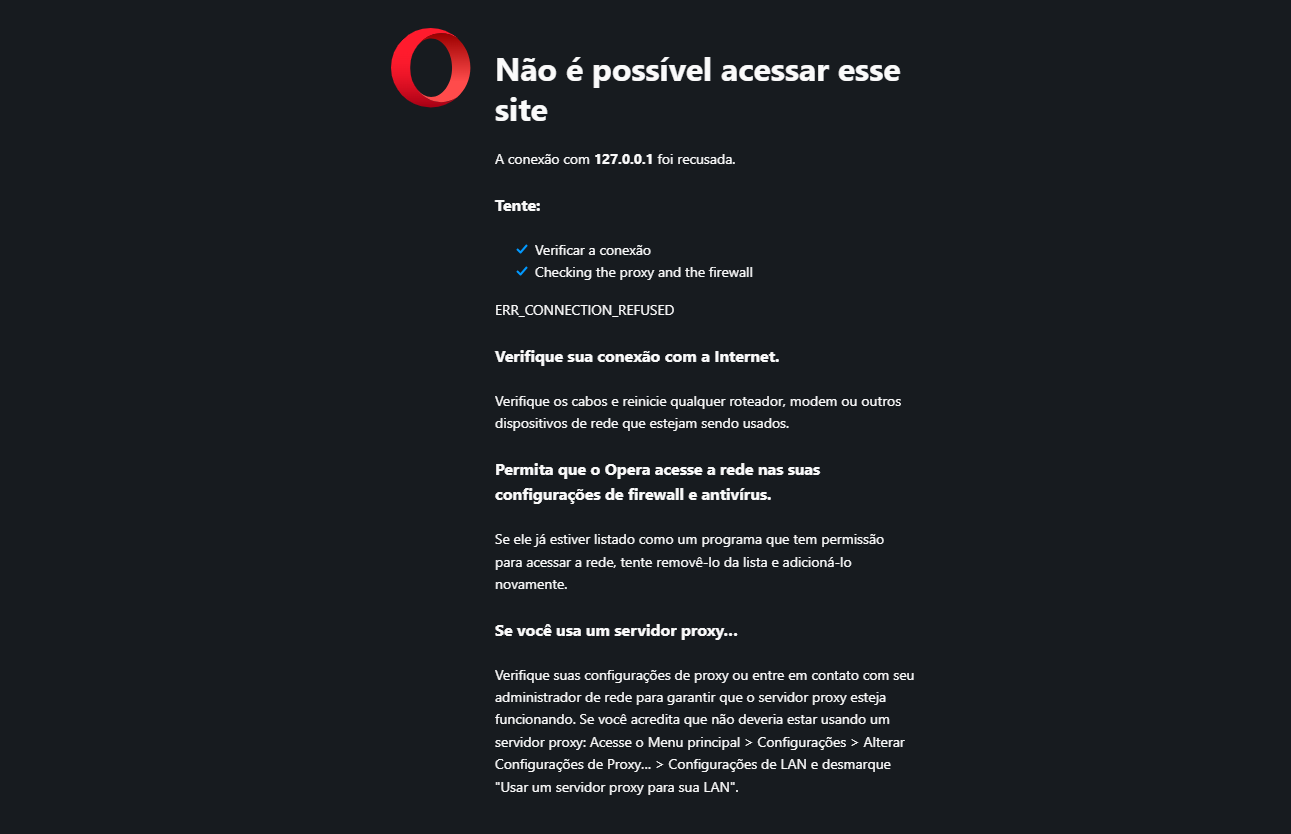 Não é possível acessar esse
site
A conexão com 127.0.0.1 foi recusada.
Tente:
Verificar a conexão
Checking the proxy and the firewall
ERR_CONNECTION_REFUSED
Verifique sua conexão com a Internet.
Verifique os cabos e reinicie qualquer roteador, modem ou outros
dispositivos de rede que estejam sendo usados.
Permita que o Opera acesse a rede nas suas
configurações de firewall e antivírus.
Se ele já estiver listado como um programa que tem permissão
para acessar a rede, tente removê-lo da lista e adicioná-lo
novamente.
Se você usa um servidor proxy...
Verifique suas configurações de proxy ou entre em contato com seu
administrador de rede para garantir que o servidor proxy esteja
funcionando. Se você acredita que não deveria estar usando um
servidor proxy: Acesse o Menu principal > Configurações > Alterar
Configurações de Proxy... > Configurações de LAN e desmarque
"Usar um servidor proxy para sua LAN".